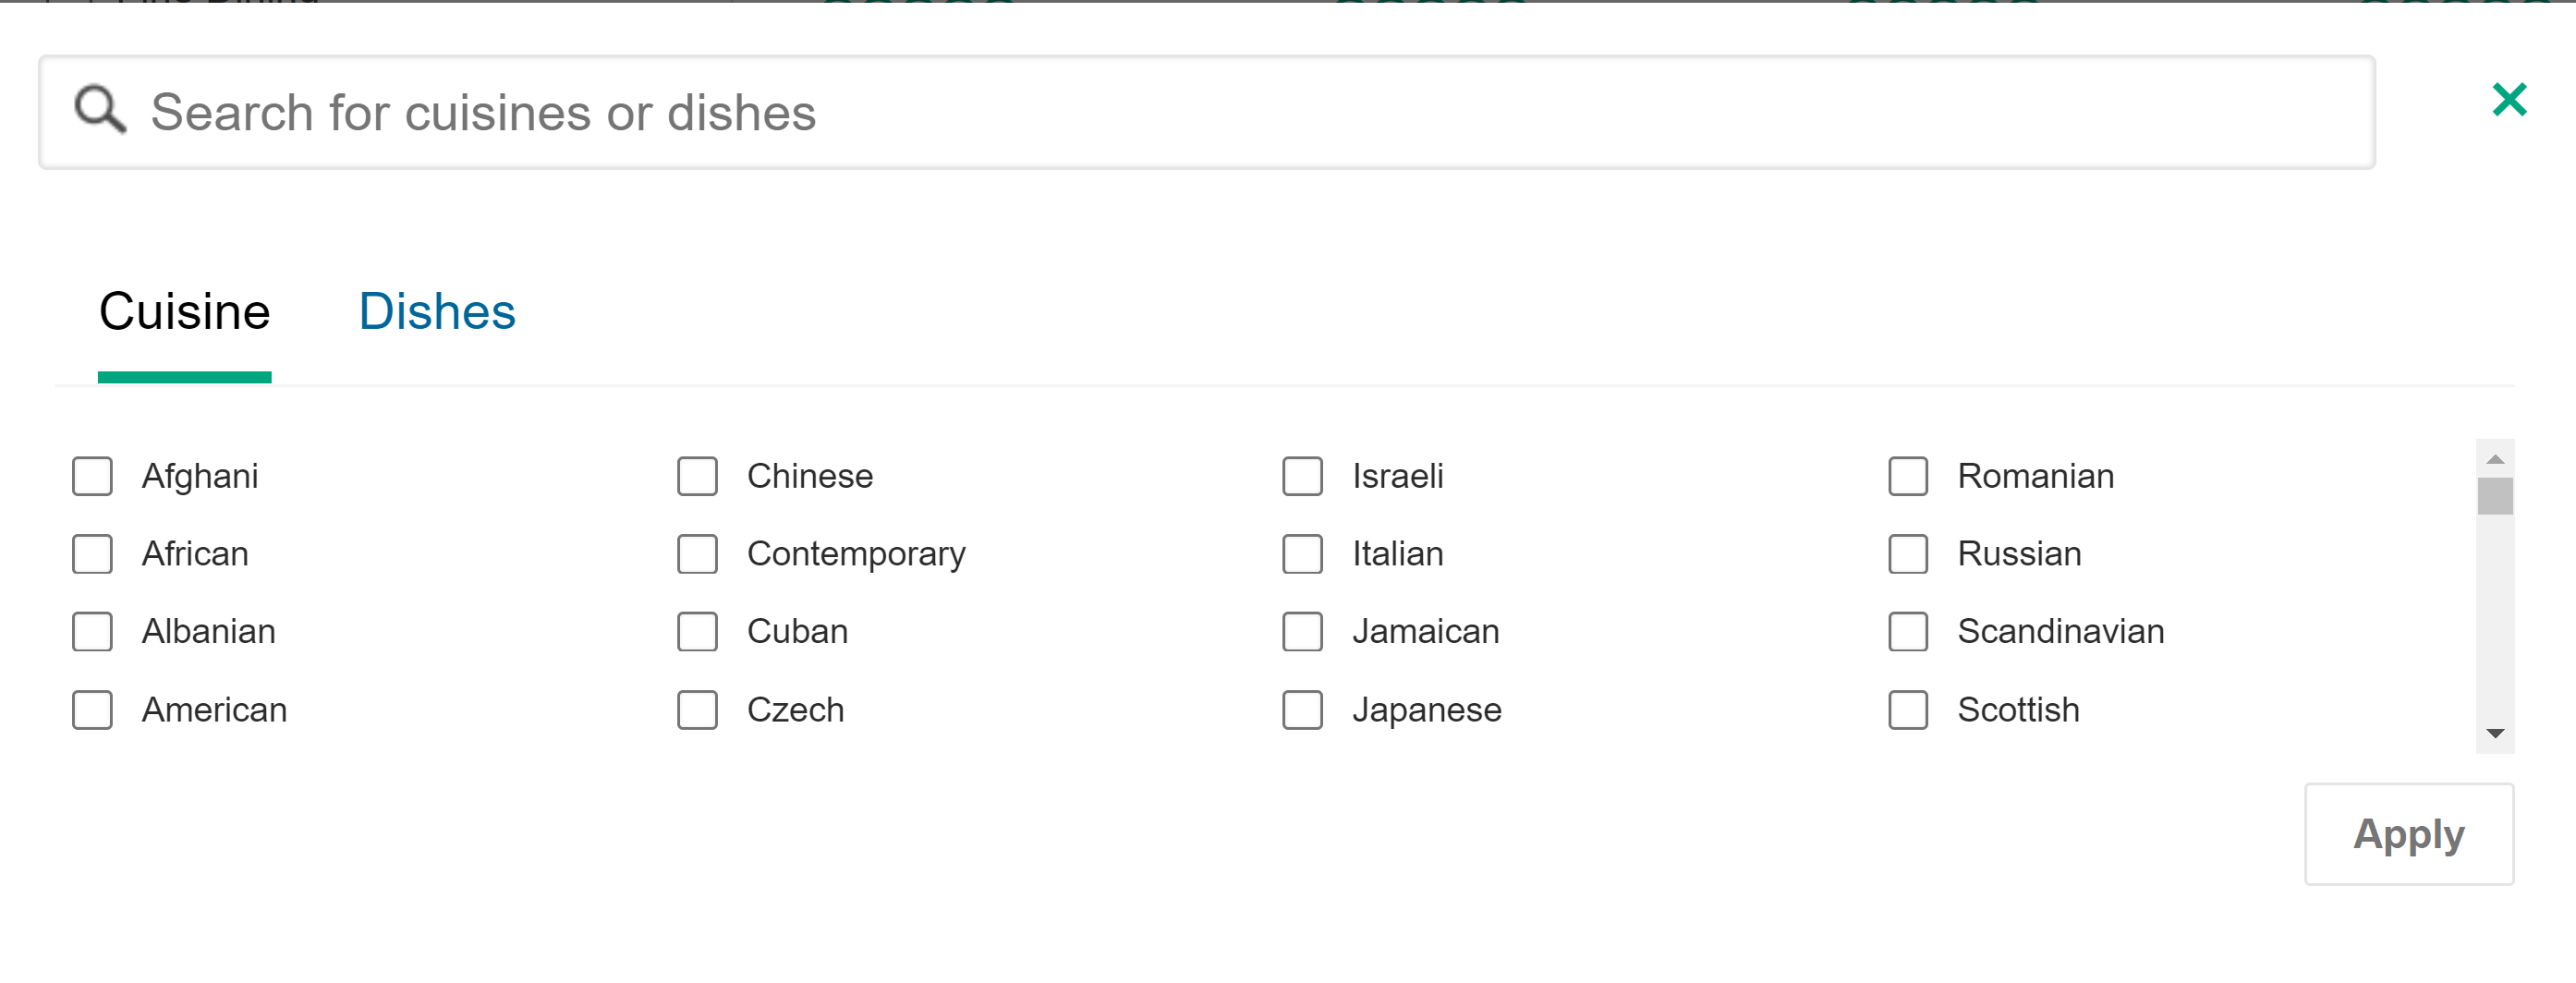 Search for cuisines or dishes
Cuisine Dishes
Afghani Chinese Israeli Romanian
African Contemporary Italian Russian
Albanian Cuban Jamaican Scandinavian
American Czech Japanese Scottish
Apply